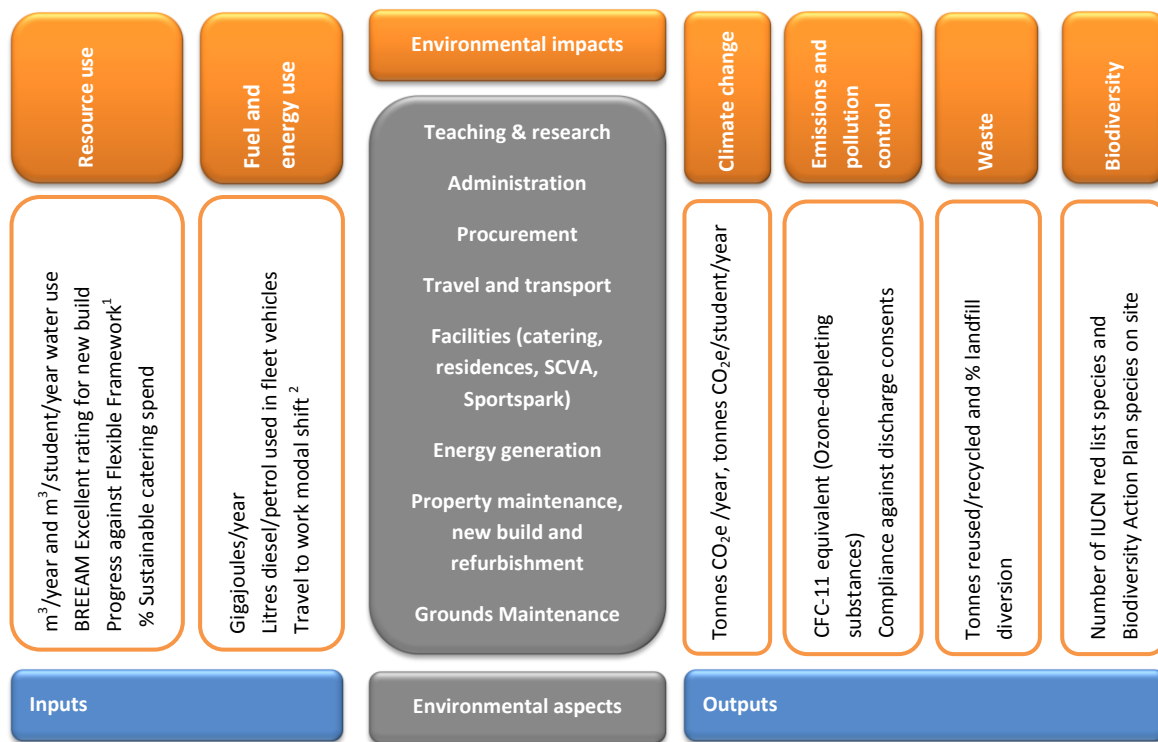 Resource use
Fuel and
energy use
Environmental impacts
Climate change
Emissions and
pollution
control
Waste
Biodiversity
m³/year and m³/student/year water use
BREEAM Excellent rating for new build
Progress against Flexible Framework¹
% Sustainable catering spend
Gigajoules/year
Litres diesel/petrol used in fleet vehicles
Travel to work modal shift ²
Teaching & research
Administration
Procurement
Travel and transport
Facilities (catering,
residences, SCVA,
Sportspark)
Energy generation
Property maintenance,
new build and
refurbishment
Grounds Maintenance
Tonnes CO₂e /year, tonnes CO₂e/student/year
CFC-11 equivalent (Ozone-depleting
substances)
Compliance against discharge consents
Tonnes reused/recycled and % landfill
diversion
Number of IUCN red list species and
Biodiversity Action Plan species on site
Inputs
Environmental aspects
Outputs